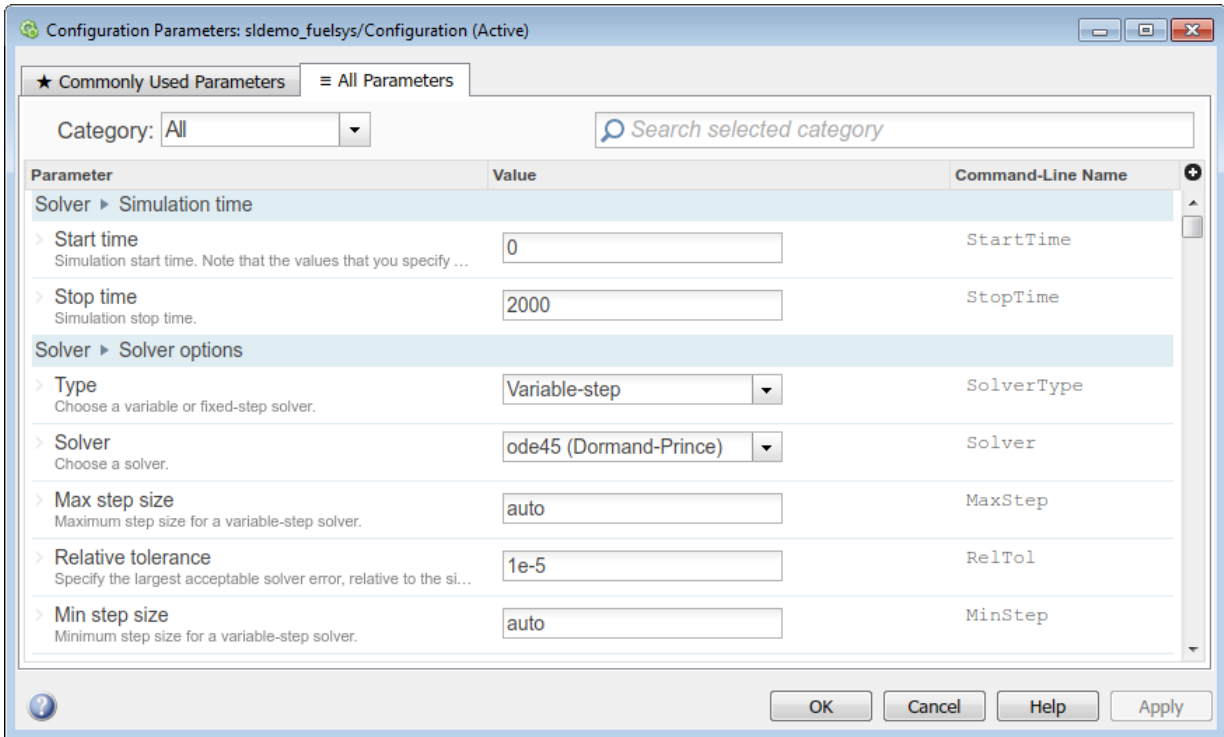 Configuration Parameters: sldemo_fuelsys/Configuration (Active)
★ Commonly Used Parameters ≡ All Parameters
Category: All Search selected category
Parameter Value Command-Line Name
Solver ▸ Simulation time
Start time 0 StartTime
Simulation start time. Note that the values that you specify …
Stop time 2000 StopTime
Simulation stop time.
Solver ▸ Solver options
Type Variable-step SolverType
Choose a variable or fixed-step solver.
Solver ode45 (Dormand-Prince) Solver
Choose a solver.
Max step size auto MaxStep
Maximum step size for a variable-step solver.
Relative tolerance 1e-5 RelTol
Specify the largest acceptable solver error, relative to the si…
Min step size auto MinStep
Minimum step size for a variable-step solver.
? OK Cancel Help Apply